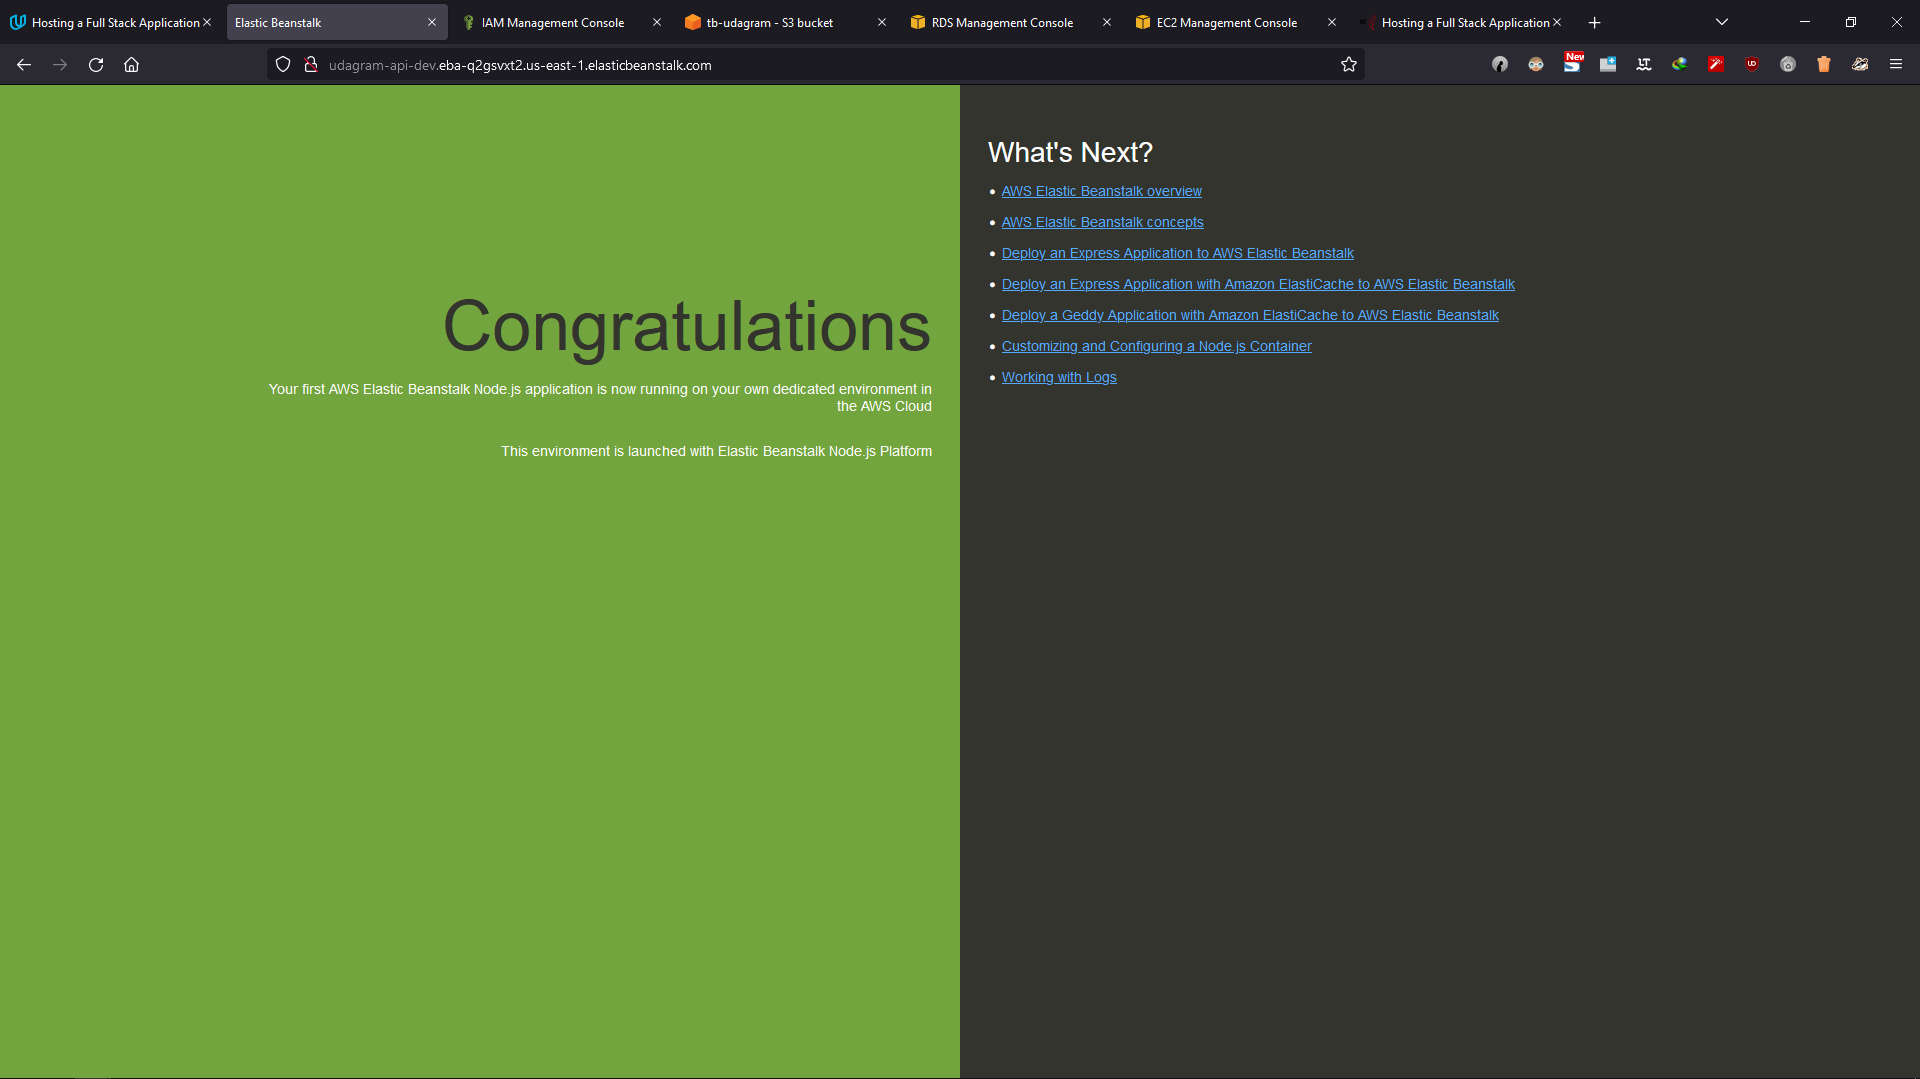 Hosting a Full Stack Application
Elastic Beanstalk
IAM Management Console
tb-udagram - S3 bucket
RDS Management Console
EC2 Management Console
Hosting a Full Stack Application
udagram-api-dev.eba-q2gsvxt2.us-east-1.elasticbeanstalk.com
New
LT
UO
Congratulations
Your first AWS Elastic Beanstalk Node.js application is now running on your own dedicated environment in
the AWS Cloud
This environment is launched with Elastic Beanstalk Node.js Platform
What's Next?
• AWS Elastic Beanstalk overview
• AWS Elastic Beanstalk concepts
• Deploy an Express Application to AWS Elastic Beanstalk
• Deploy an Express Application with Amazon ElastiCache to AWS Elastic Beanstalk
• Deploy a Geddy Application with Amazon ElastiCache to AWS Elastic Beanstalk
• Customizing and Configuring a Node.js Container
• Working with Logs